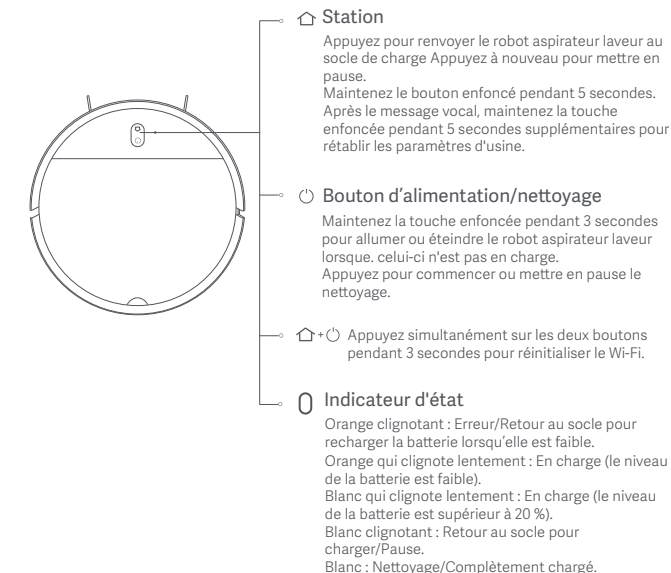 Station
Appuyez pour renvoyer le robot aspirateur laveur au
socle de charge Appuyez à nouveau pour mettre en
pause.
Maintenez le bouton enfoncé pendant 5 secondes.
Après le message vocal, maintenez la touche
enfoncée pendant 5 secondes supplémentaires pour
rétablir les paramètres d'usine.
Bouton d’alimentation/nettoyage
Maintenez la touche enfoncée pendant 3 secondes
pour allumer ou éteindre le robot aspirateur laveur
lorsque. celui-ci n'est pas en charge.
Appuyez pour commencer ou mettre en pause le
nettoyage.
+ Appuyez simultanément sur les deux boutons
pendant 3 secondes pour réinitialiser le Wi-Fi.
Indicateur d'état
Orange clignotant : Erreur/Retour au socle pour
recharger la batterie lorsqu’elle est faible.
Orange qui clignote lentement : En charge (le niveau
de la batterie est faible).
Blanc qui clignote lentement : En charge (le niveau
de la batterie est supérieur à 20 %).
Blanc clignotant : Retour au socle pour
charger/Pause.
Blanc : Nettoyage/Complètement chargé.